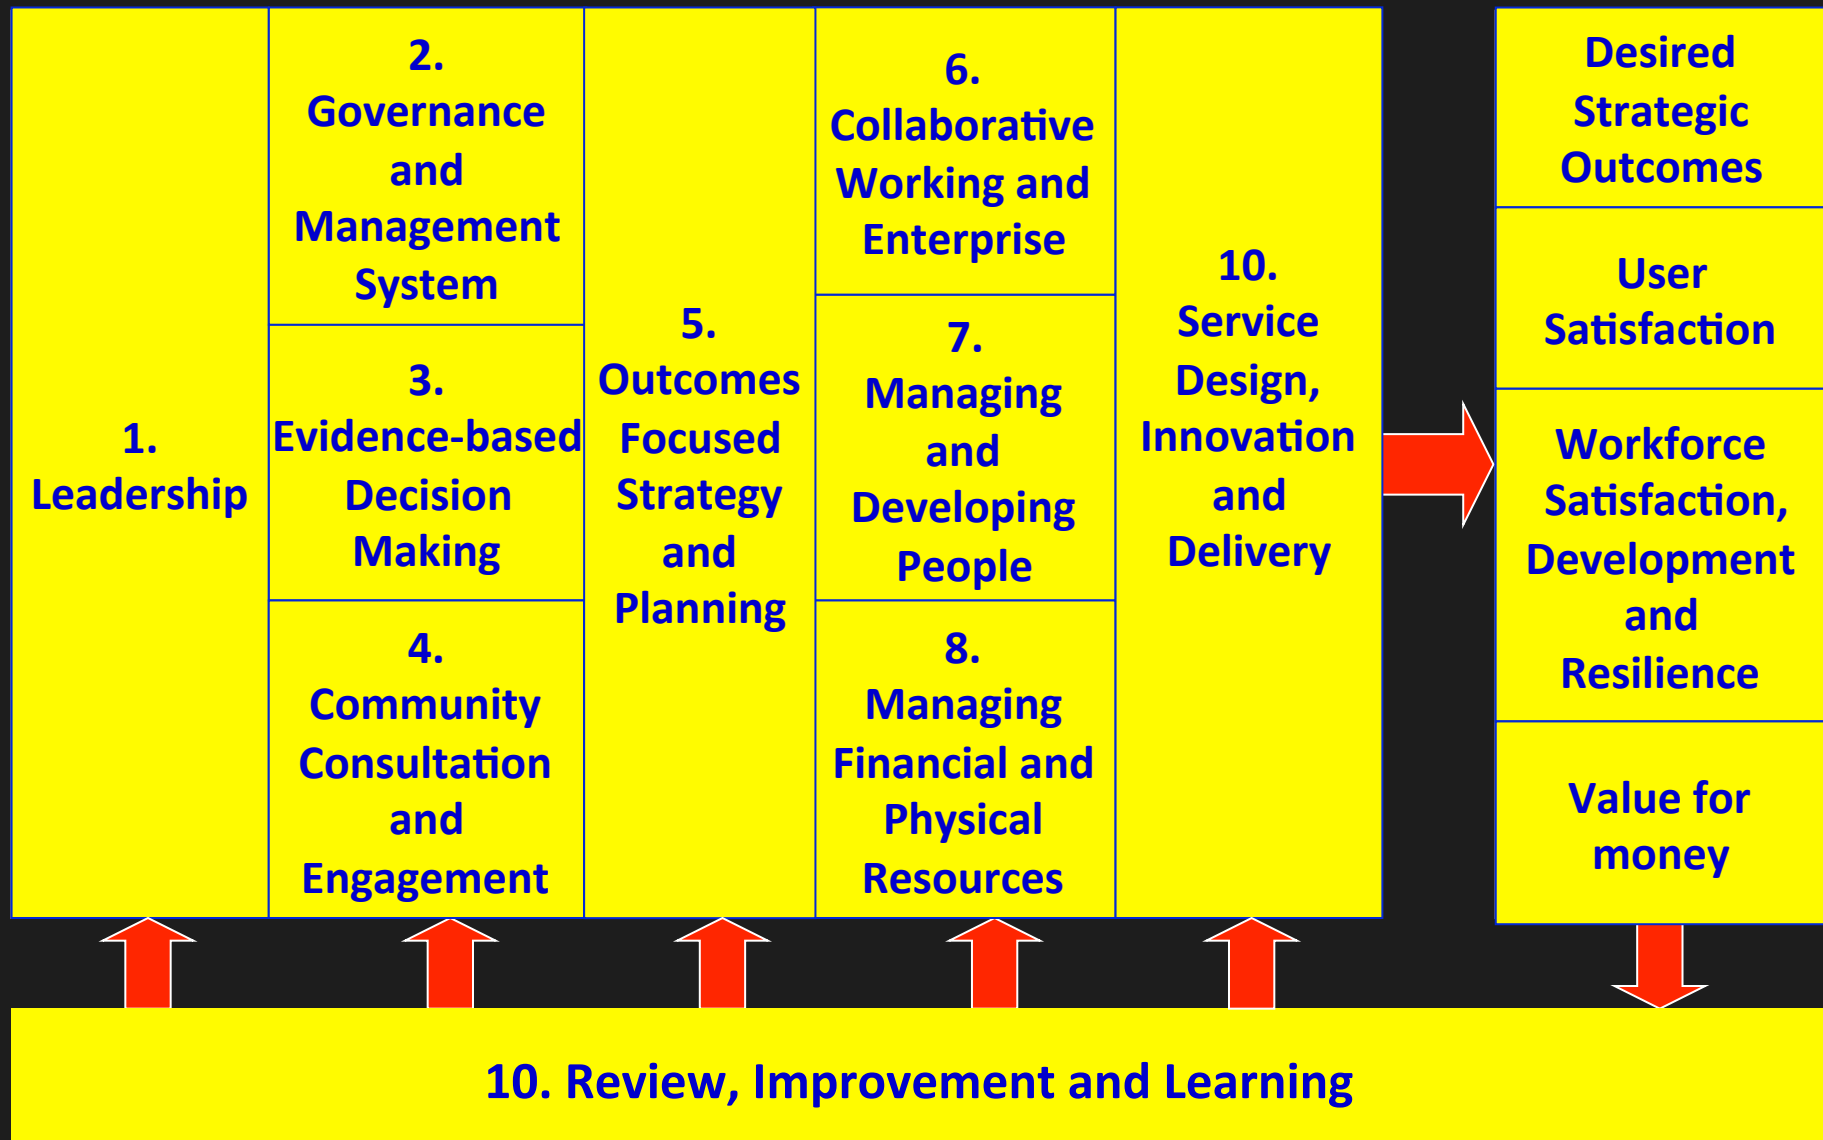 1.
Leadership
2.
Governance
and
Management
System
3.
Evidence-based
Decision
Making
4.
Community
Consultation
and
Engagement
5.
Outcomes
Focused
Strategy
and
Planning
6.
Collaborative
Working and
Enterprise
7.
Managing
and
Developing
People
8.
Managing
Financial and
Physical
Resources
10.
Service
Design,
Innovation
and
Delivery
Desired
Strategic
Outcomes
User
Satisfaction
Workforce
Satisfaction,
Development
and
Resilience
Value for
money
10. Review, Improvement and Learning